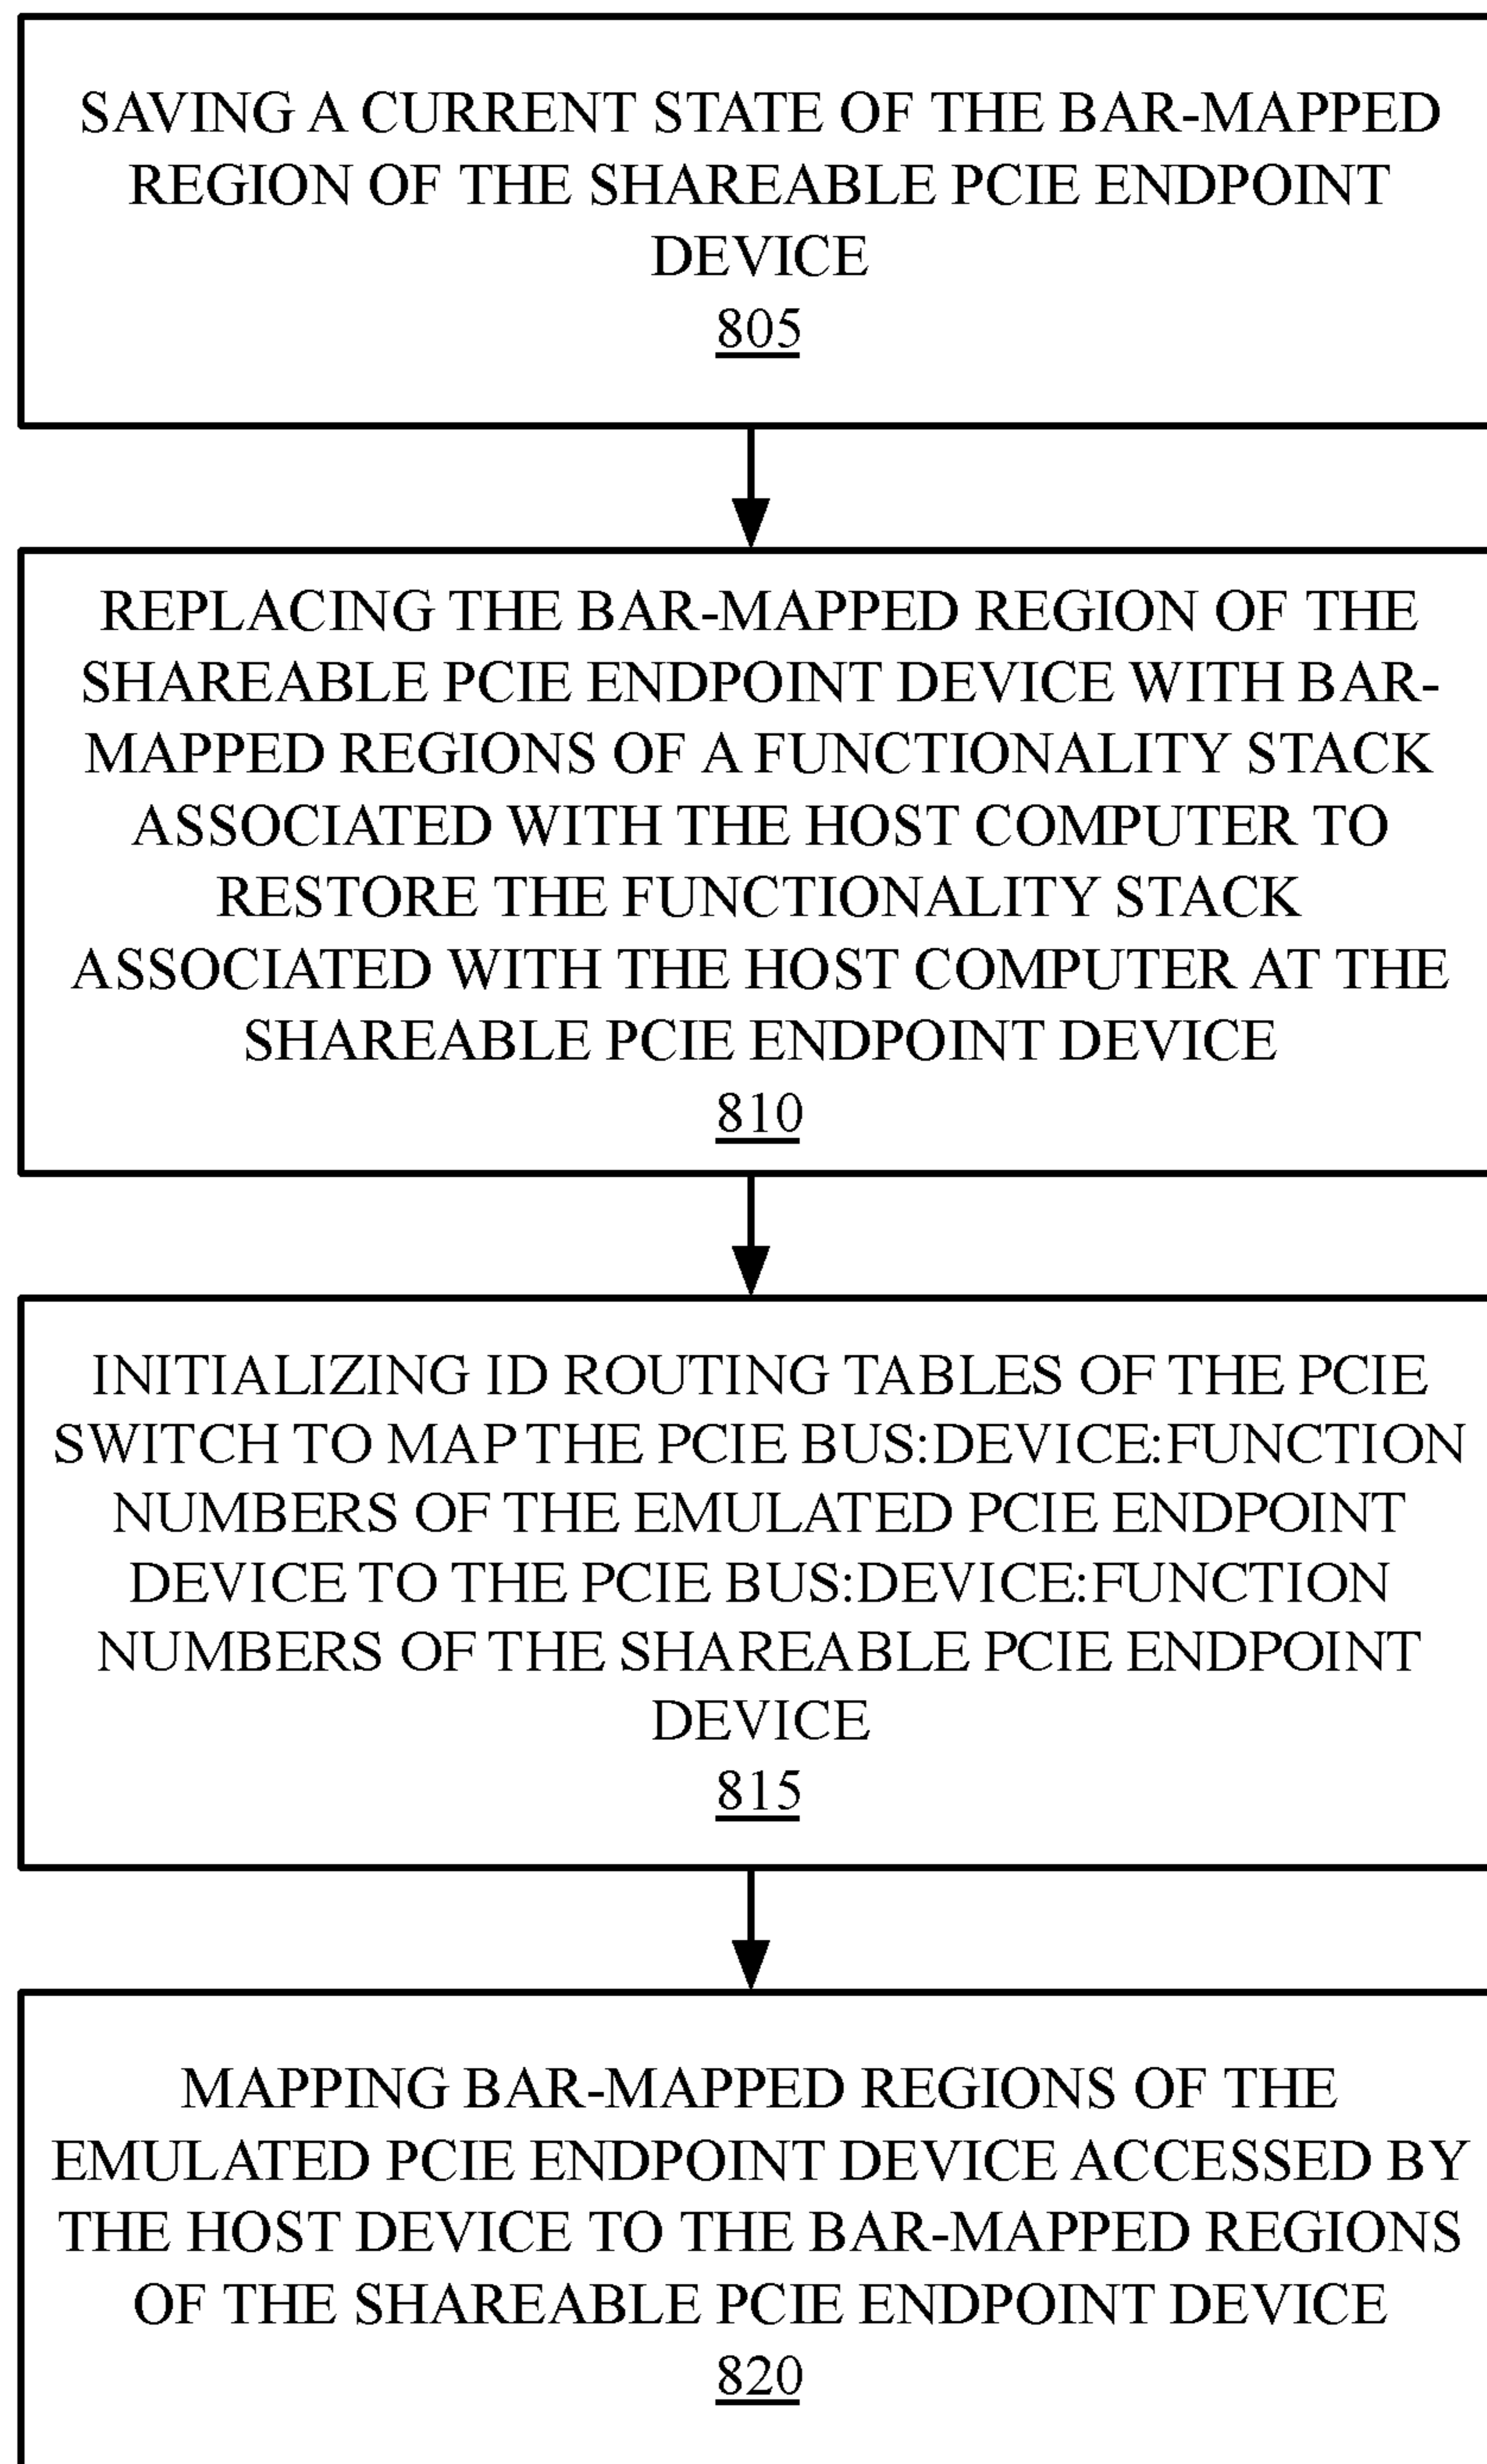 SAVING A CURRENT STATE OF THE BAR-MAPPED
REGION OF THE SHAREABLE PCIE ENDPOINT
DEVICE
805
REPLACING THE BAR-MAPPED REGION OF THE
SHAREABLE PCIE ENDPOINT DEVICE WITH BAR-
MAPPED REGIONS OF A FUNCTIONALITY STACK
ASSOCIATED WITH THE HOST COMPUTER TO
RESTORE THE FUNCTIONALITY STACK
ASSOCIATED WITH THE HOST COMPUTER AT THE
SHAREABLE PCIE ENDPOINT DEVICE
810
INITIALIZING ID ROUTING TABLES OF THE PCIE
SWITCH TO MAP THE PCIE BUS:DEVICE:FUNCTION
NUMBERS OF THE EMULATED PCIE ENDPOINT
DEVICE TO THE PCIE BUS:DEVICE:FUNCTION
NUMBERS OF THE SHAREABLE PCIE ENDPOINT
DEVICE
815
MAPPING BAR-MAPPED REGIONS OF THE
EMULATED PCIE ENDPOINT DEVICE ACCESSED BY
THE HOST DEVICE TO THE BAR-MAPPED REGIONS
OF THE SHAREABLE PCIE ENDPOINT DEVICE
820